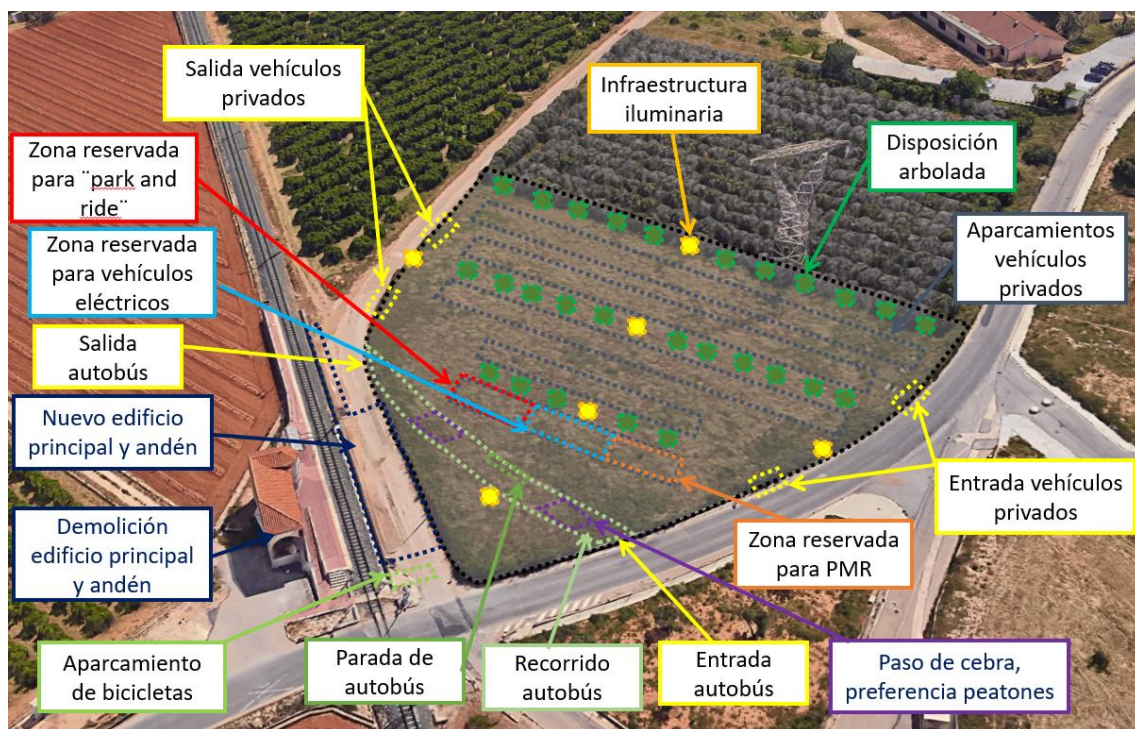 Salida vehículos
privados
Infraestructura
iluminaria
Zona reservada
para ¨park and
ride¨
Disposición
arbolada
Zona reservada
para vehículos
eléctricos
Aparcamientos
vehículos
privados
Salida
autobús
Nuevo edificio
principal y andén
Entrada vehículos
privados
Demolición
edificio principal
y andén
Zona reservada
para PMR
Aparcamiento
de bicicletas
Parada de
autobús
Recorrido
autobús
Entrada
autobús
Paso de cebra,
preferencia peatones